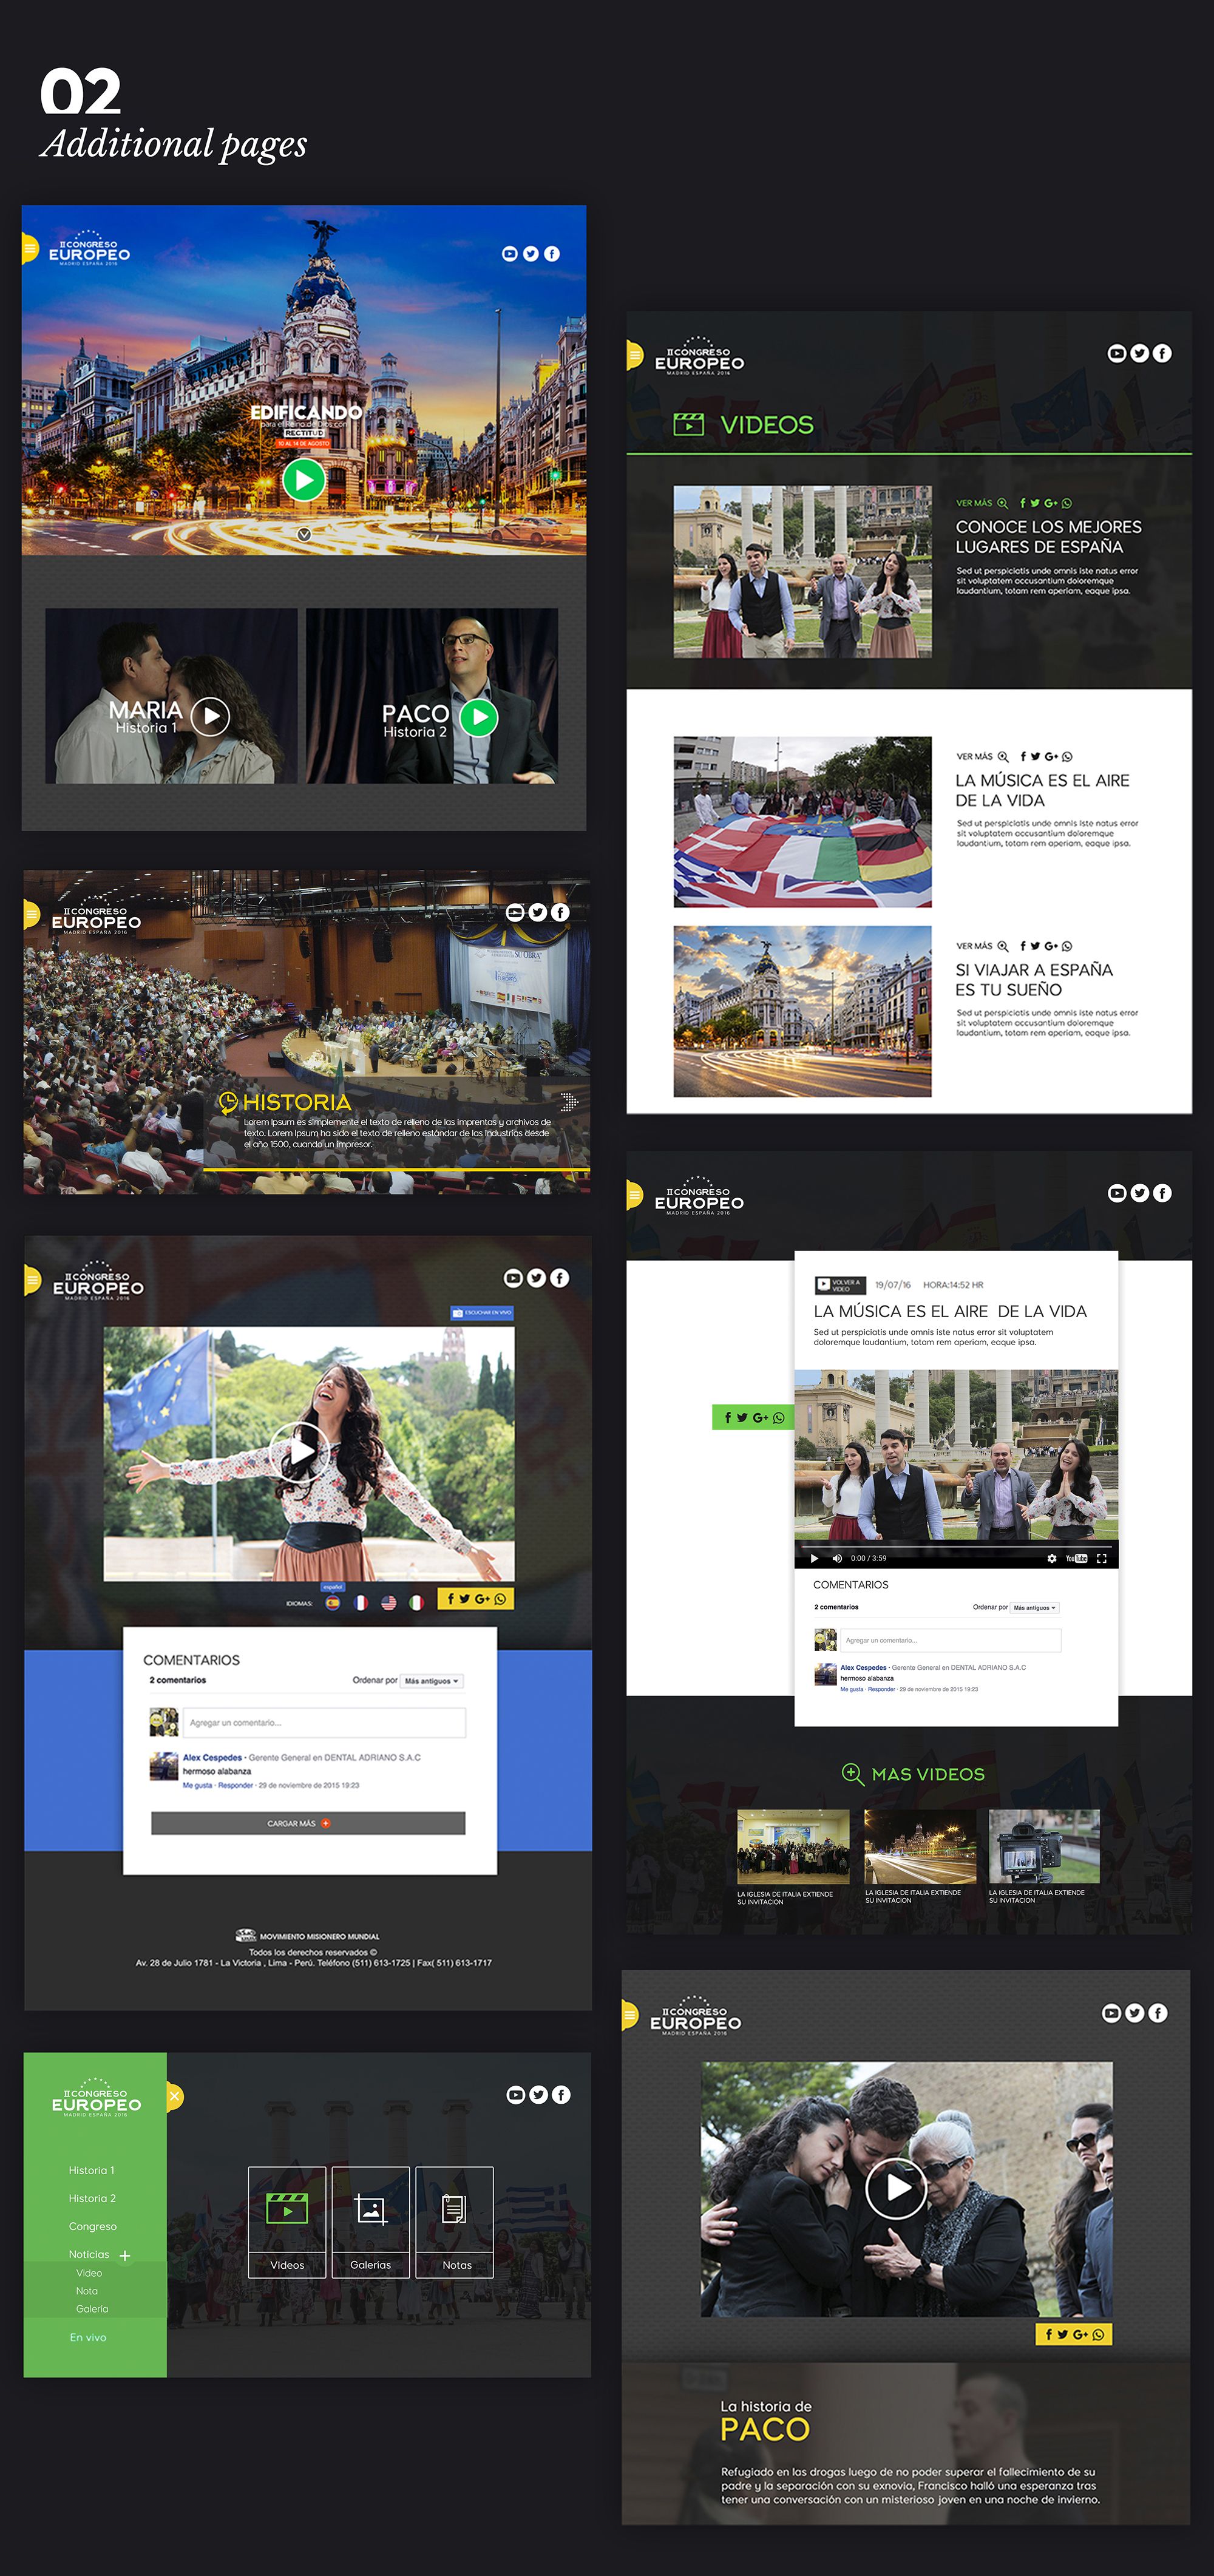 02
Additional pages
II CONGRESO
EUROPEO
MADRID ESPAÑA 2016
EDIFICANDO
para el Reino de Dios con
RECTITUD
10 AL 14 DE AGOSTO
MARIA
Historia 1
PACO
Historia 2
II CONGRESO
EUROPEO
MADRID ESPAÑA 2016
SU OBRA
EUROPEO
HISTORIA
Lorem Ipsum es simplemente el texto de relleno de las imprentas y archivos de
texto. Lorem Ipsum ha sido el texto de relleno estándar de las industrias desde
el año 1500, cuando un impresor.
II CONGRESO
EUROPEO
MADRID ESPAÑA 2016
ESCUCHAR EN VIVO
español
IDIOMAS:
COMENTARIOS
2 comentarios
Ordenar por Más antiguos
Agregar un comentario...
Alex Cespedes · Gerente General en DENTAL ADRIANO S.A.C
hermoso alabanza
Me gusta · Responder · 29 de noviembre de 2015 19:23
CARGAR MÁS
MOVIMIENTO MISIONERO MUNDIAL
Todos los derechos reservados ©
Av. 28 de Julio 1781 - La Victoria , Lima - Perú. Teléfono (511) 613-1725 | Fax( 511) 613-1717
II CONGRESO
EUROPEO
MADRID ESPAÑA 2016
Historia 1
Historia 2
Congreso
Noticias +
Video
Nota
Galería
En vivo
Videos
Galerías
Notas
II CONGRESO
EUROPEO
MADRID ESPAÑA 2016
VIDEOS
VER MÁS
CONOCE LOS MEJORES
LUGARES DE ESPAÑA
Sed ut perspiciatis unde omnis iste natus error
sit voluptatem accusantium doloremque
laudantium, totam rem aperiam, eaque ipsa.
VER MÁS
LA MÚSICA ES EL AIRE
DE LA VIDA
Sed ut perspiciatis unde omnis iste natus error
sit voluptatem accusantium doloremque
laudantium, totam rem aperiam, eaque ipsa.
VER MÁS
SI VIAJAR A ESPAÑA
ES TU SUEÑO
Sed ut perspiciatis unde omnis iste natus error
sit voluptatem accusantium doloremque
laudantium, totam rem aperiam, eaque ipsa.
II CONGRESO
EUROPEO
MADRID ESPAÑA 2016
VOLVER A
VIDEO
19/07/16 HORA:14:52 HR
LA MÚSICA ES EL AIRE DE LA VIDA
Sed ut perspiciatis unde omnis iste natus error sit voluptatem
doloremque laudantium, totam rem aperiam, eaque ipsa.
0:00 / 3:59
YouTube
COMENTARIOS
2 comentarios
Ordenar por Más antiguos
Agregar un comentario...
Alex Cespedes · Gerente General en DENTAL ADRIANO S.A.C
hermoso alabanza
Me gusta · Responder · 29 de noviembre de 2015 19:23
MAS VIDEOS
LA IGLESIA DE ITALIA EXTIENDE
SU INVITACION
LA IGLESIA DE ITALIA EXTIENDE
SU INVITACION
LA IGLESIA DE ITALIA EXTIENDE
SU INVITACION
II CONGRESO
EUROPEO
MADRID ESPAÑA 2016
La historia de
PACO
Refugiado en las drogas luego de no poder superar el fallecimiento de su
padre y la separación con su exnovia, Francisco halló una esperanza tras
tener una conversación con un misterioso joven en una noche de invierno.